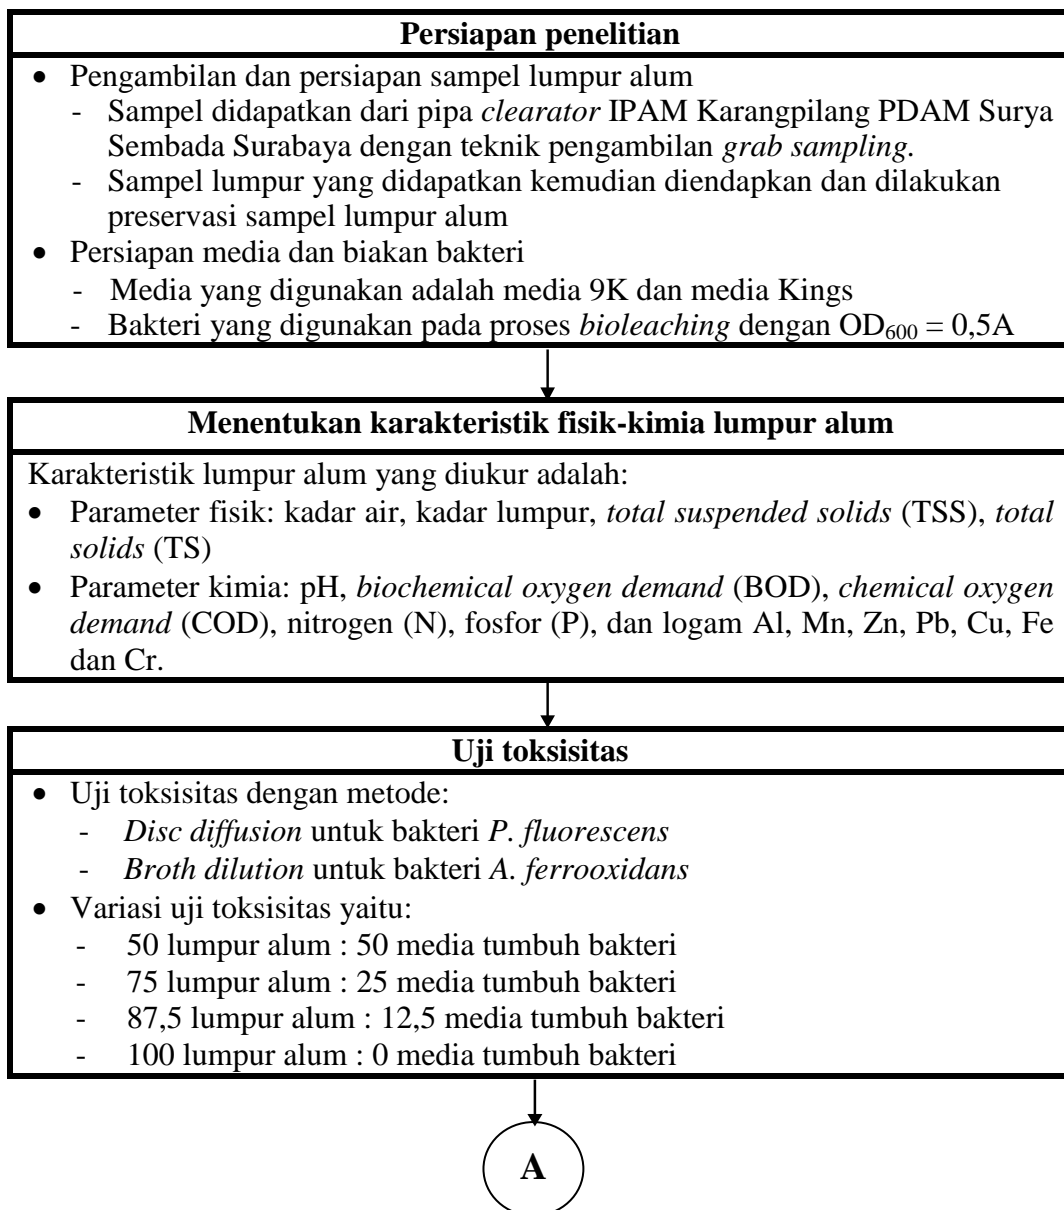 Persiapan penelitian
• Pengambilan dan persiapan sampel lumpur alum
- Sampel didapatkan dari pipa clearator IPAM Karangpilang PDAM Surya
Sembada Surabaya dengan teknik pengambilan grab sampling.
- Sampel lumpur yang didapatkan kemudian diendapkan dan dilakukan
preservasi sampel lumpur alum
• Persiapan media dan biakan bakteri
- Media yang digunakan adalah media 9K dan media Kings
- Bakteri yang digunakan pada proses bioleaching dengan OD₆₀₀ = 0,5A
Menentukan karakteristik fisik-kimia lumpur alum
Karakteristik lumpur alum yang diukur adalah:
• Parameter fisik: kadar air, kadar lumpur, total suspended solids (TSS), total
solids (TS)
• Parameter kimia: pH, biochemical oxygen demand (BOD), chemical oxygen
demand (COD), nitrogen (N), fosfor (P), dan logam Al, Mn, Zn, Pb, Cu, Fe
dan Cr.
Uji toksisitas
• Uji toksisitas dengan metode:
- Disc diffusion untuk bakteri P. fluorescens
- Broth dilution untuk bakteri A. ferrooxidans
• Variasi uji toksisitas yaitu:
- 50 lumpur alum : 50 media tumbuh bakteri
- 75 lumpur alum : 25 media tumbuh bakteri
- 87,5 lumpur alum : 12,5 media tumbuh bakteri
- 100 lumpur alum : 0 media tumbuh bakteri
A